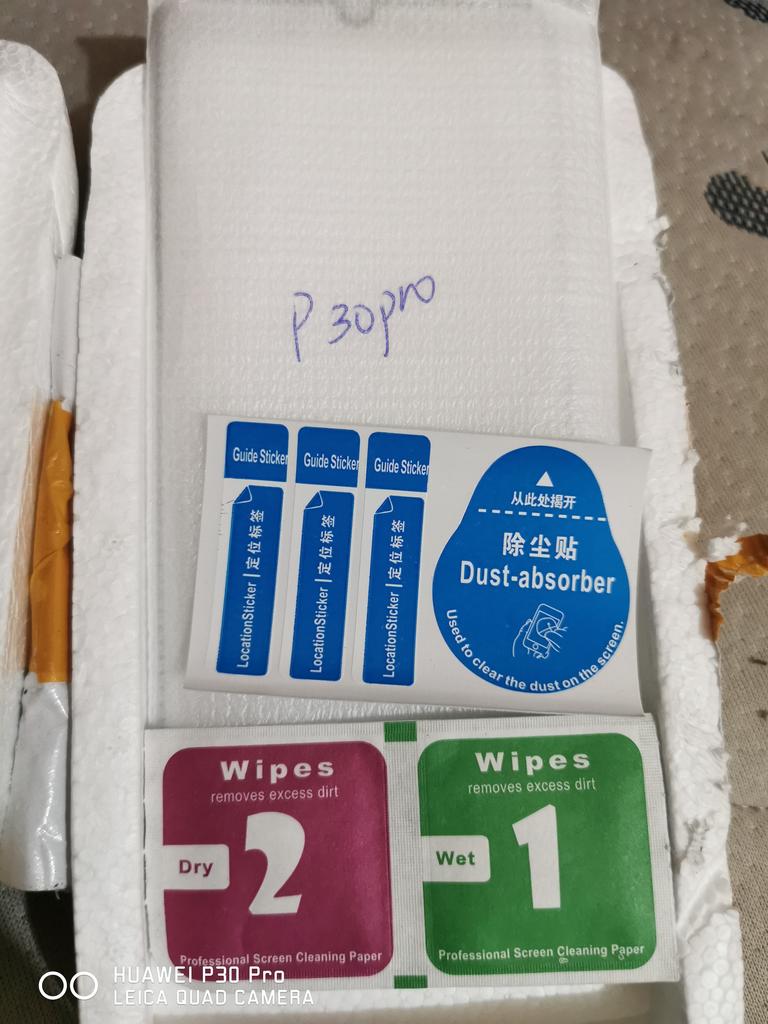 P 30 pro
Guide Sticker
Guide Sticker
Guide Sticker
LocationSticker | 定位标签
LocationSticker | 定位标签
LocationSticker | 定位标签
从此处揭开
除尘贴
Dust-absorber
Used to clear the dust on the screen.
Wipes
removes excess dirt
Dry
2
Professional Screen Cleaning Paper
Wipes
removes excess dirt
Wet
1
Professional Screen Cleaning Paper
HUAWEI P30 Pro
LEICA QUAD CAMERA